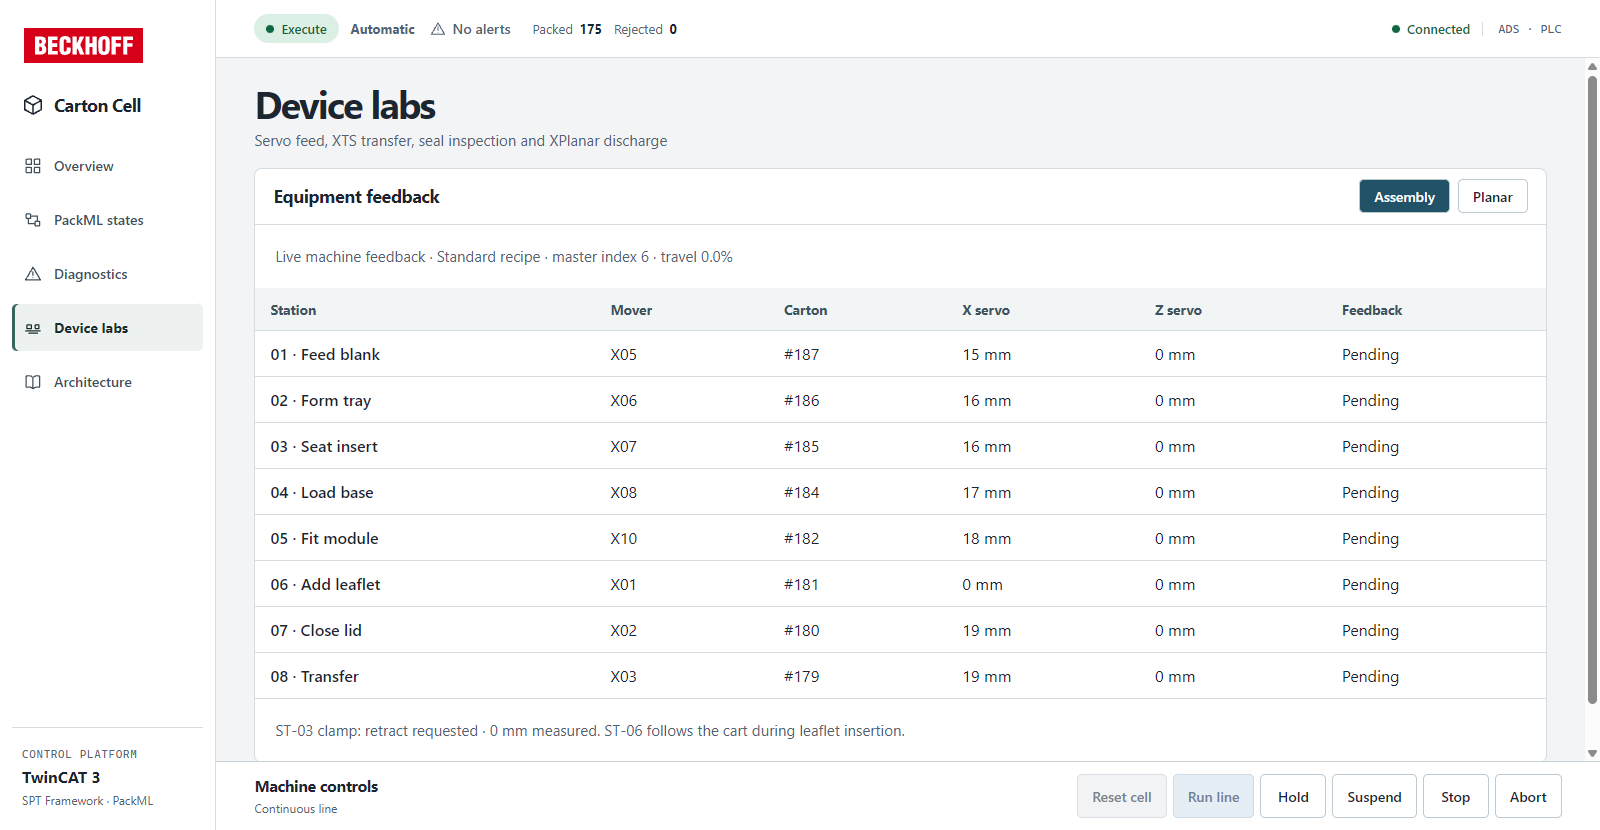 BECKHOFF
Carton Cell
Overview
PackML states
Diagnostics
Device labs
Architecture
CONTROL PLATFORM
TwinCAT 3
SPT Framework · PackML
Execute Automatic No alerts Packed 175 Rejected 0 Connected ADS · PLC
Device labs
Servo feed, XTS transfer, seal inspection and XPlanar discharge
Equipment feedback Assembly Planar
Live machine feedback · Standard recipe · master index 6 · travel 0.0%
Station Mover Carton X servo Z servo Feedback
01 · Feed blank X05 #187 15 mm 0 mm Pending
02 · Form tray X06 #186 16 mm 0 mm Pending
03 · Seat insert X07 #185 16 mm 0 mm Pending
04 · Load base X08 #184 17 mm 0 mm Pending
05 · Fit module X10 #182 18 mm 0 mm Pending
06 · Add leaflet X01 #181 0 mm 0 mm Pending
07 · Close lid X02 #180 19 mm 0 mm Pending
08 · Transfer X03 #179 19 mm 0 mm Pending
ST-03 clamp: retract requested · 0 mm measured. ST-06 follows the cart during leaflet insertion.
Machine controls
Continuous line
Reset cell Run line Hold Suspend Stop Abort